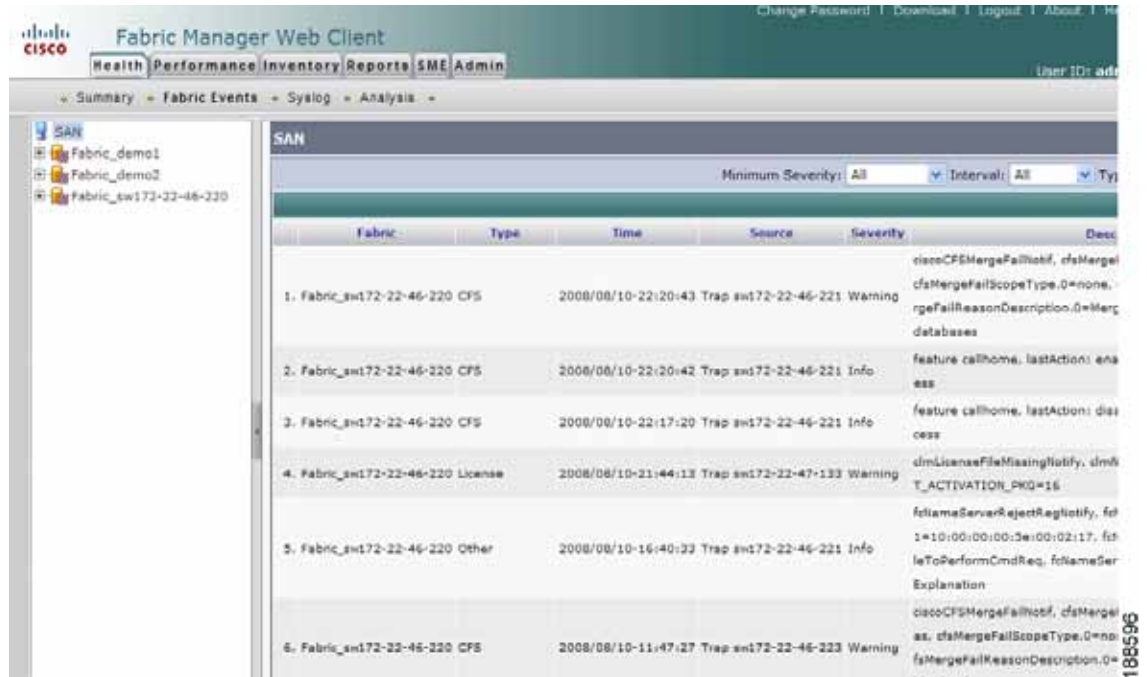 Change Password | Download | Logout | About | He
CISCO
Fabric Manager Web Client
Health Performance Inventory Reports SME Admin
User ID: adm
Summary Fabric Events Syslog Analysis
SAN
Fabric_demo1
Fabric_demo2
Fabric_sw172-22-46-220
SAN
Minimum Severity: All Interval: All Typ
Fabric Type Time Source Severity Desc
1. Fabric_sw172-22-46-220 CFS 2008/08/10-22:20:43 Trap sw172-22-46-221 Warning
ciscoCFSMergeFailNotif, cfsMergeF
cfsMergeFailScopeType.0=none,
rgeFailReasonDescription.0=Merg
databases
2. Fabric_sw172-22-46-220 CFS 2008/08/10-22:20:42 Trap sw172-22-46-221 Info
feature callhome, lastAction: ena
ess
3. Fabric_sw172-22-46-220 CFS 2008/08/10-22:17:20 Trap sw172-22-46-221 Info
feature callhome, lastAction: disa
cess
4. Fabric_sw172-22-46-220 License 2008/08/10-21:44:13 Trap sw172-22-47-133 Warning
clmLicenseFileMissingNotify, clmN
T_ACTIVATION_PKG=16
5. Fabric_sw172-22-46-220 Other 2008/08/10-16:40:33 Trap sw172-22-46-221 Info
fcNameServerRejectRegNotify, fcN
1=10:00:00:00:5e:00:02:17, fcN
leToPerformCmdReq, fcNameSer
Explanation
6. Fabric_sw172-22-46-220 CFS 2008/08/10-11:47:27 Trap sw172-22-46-223 Warning
ciscoCFSMergeFailNotif, cfsMergeF
as, cfsMergeFailScopeType.0=no
fsMergeFailReasonDescription.0=
188596